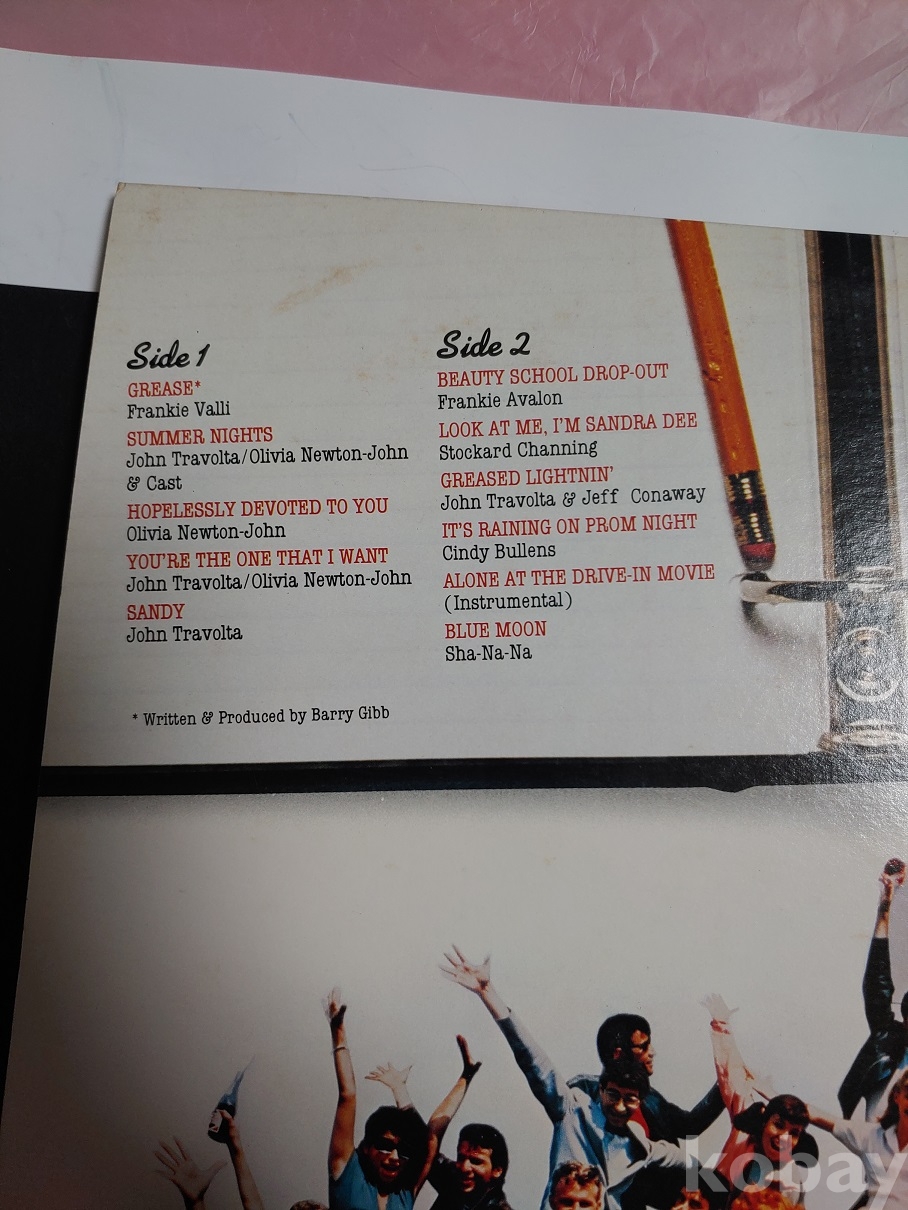 Side 1
GREASE*
Frankie Valli
SUMMER NIGHTS
John Travolta/Olivia Newton-John
& Cast
HOPELESSLY DEVOTED TO YOU
Olivia Newton-John
YOU'RE THE ONE THAT I WANT
John Travolta/Olivia Newton-John
SANDY
John Travolta
* Written & Produced by Barry Gibb
Side 2
BEAUTY SCHOOL DROP-OUT
Frankie Avalon
LOOK AT ME, I'M SANDRA DEE
Stockard Channing
GREASED LIGHTNIN'
John Travolta & Jeff Conaway
IT'S RAINING ON PROM NIGHT
Cindy Bullens
ALONE AT THE DRIVE-IN MOVIE
(Instrumental)
BLUE MOON
Sha-Na-Na
kobay